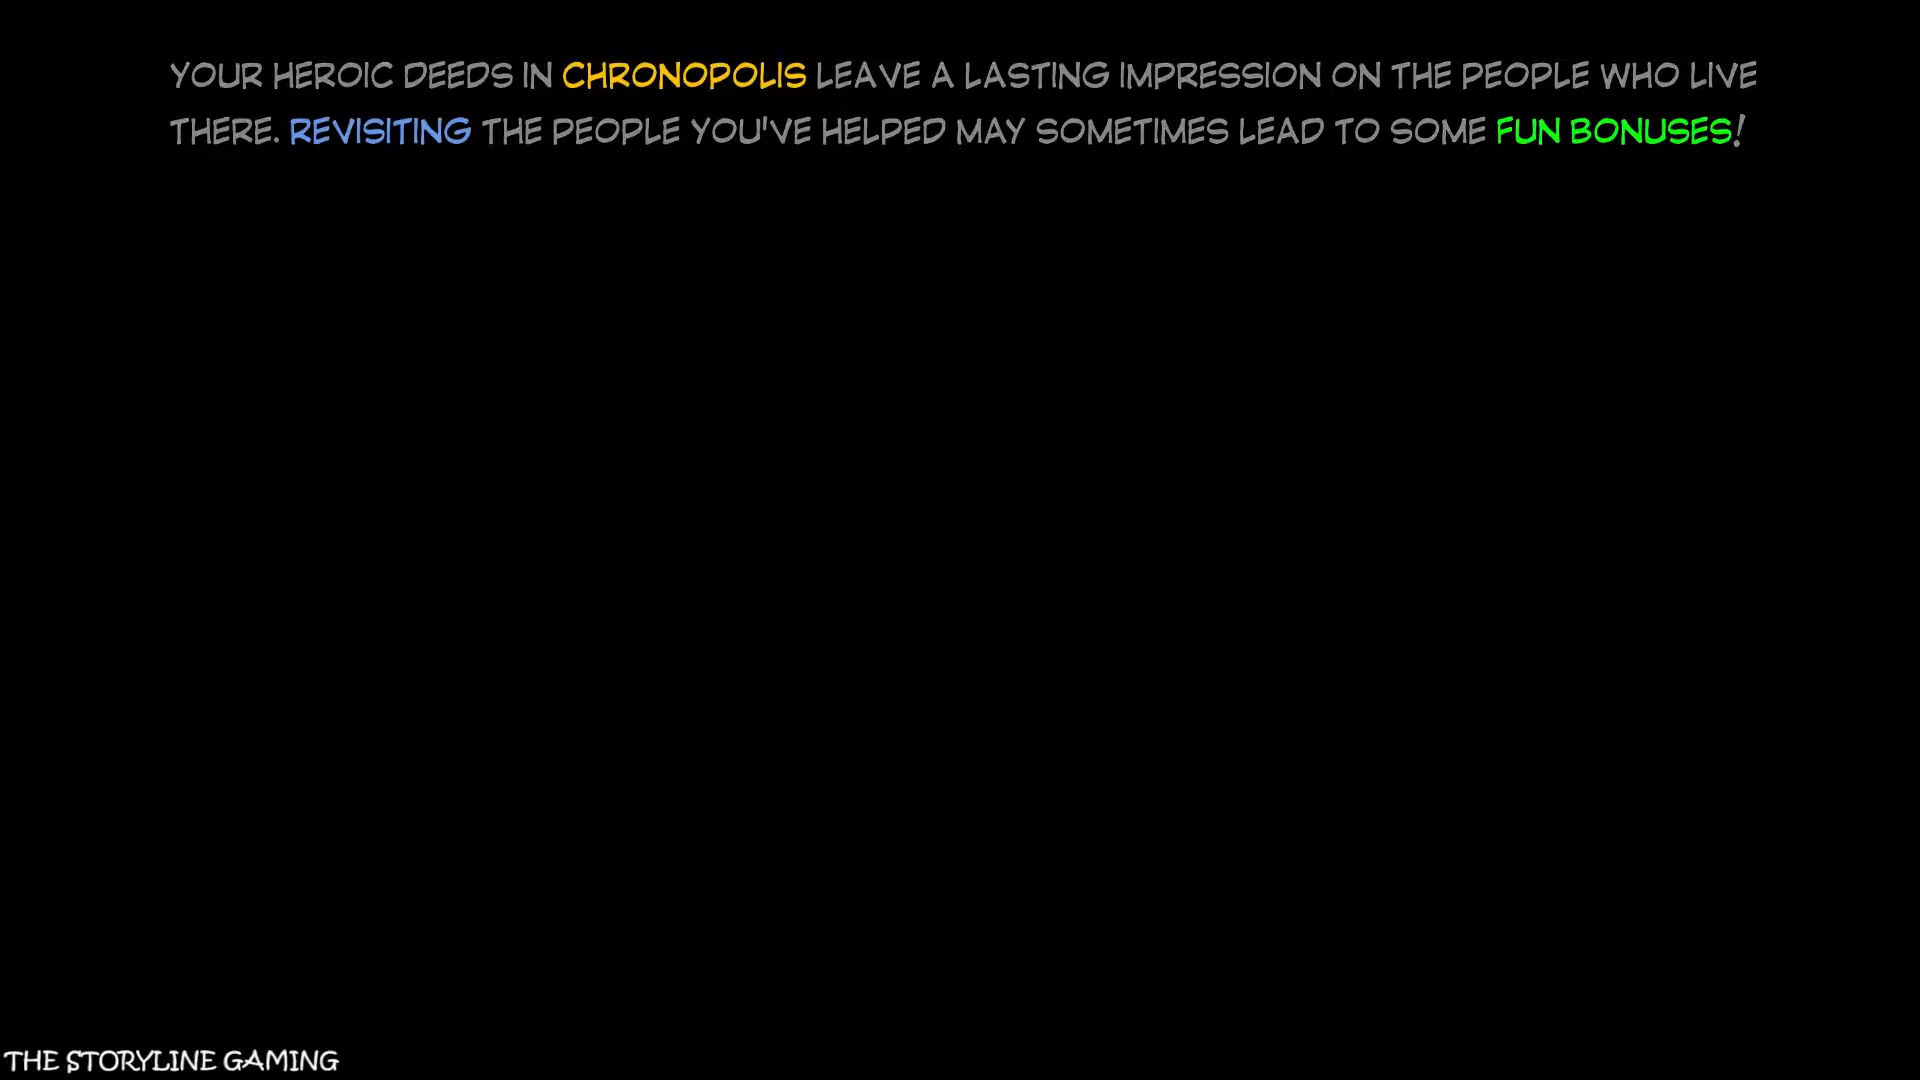 YOUR HEROIC DEEDS IN CHRONOPOLIS LEAVE A LASTING IMPRESSION ON THE PEOPLE WHO LIVE
THERE. REVISITING THE PEOPLE YOU'VE HELPED MAY SOMETIMES LEAD TO SOME FUN BONUSES!
THE STORYLINE GAMING